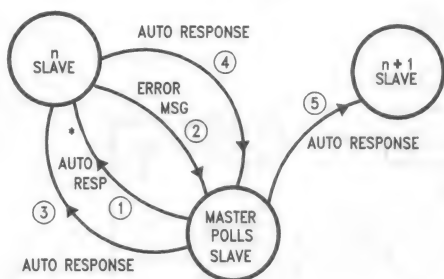 AUTO RESPONSE
n
SLAVE
④
n + 1
SLAVE
ERROR
MSG
②
⑤
AUTO RESPONSE
*
AUTO
RESP
①
③
MASTER
POLLS
SLAVE
AUTO RESPONSE